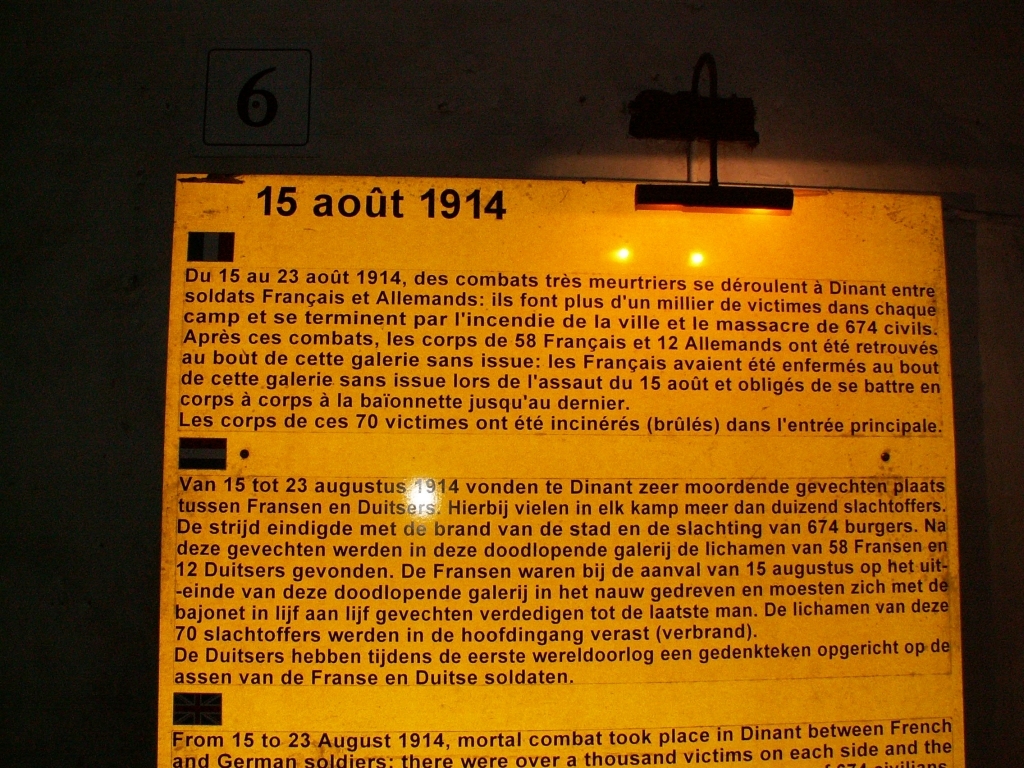 6
15 août 1914
Du 15 au 23 août 1914, des combats très meurtriers se déroulent à Dinant entre
soldats Français et Allemands: ils font plus d'un millier de victimes dans chaque
camp et se terminent par l'incendie de la ville et le massacre de 674 civils.
Après ces combats, les corps de 58 Français et 12 Allemands ont été retrouvés
au bout de cette galerie sans issue: les Français avaient été enfermés au bout
de cette galerie sans issue lors de l'assaut du 15 août et obligés de se battre en
corps à corps à la baïonnette jusqu'au dernier.
Les corps de ces 70 victimes ont été incinérés (brûlés) dans l'entrée principale.
Van 15 tot 23 augustus 1914 vonden te Dinant zeer moordende gevechten plaats
tussen Fransen en Duitsers. Hierbij vielen in elk kamp meer dan duizend slachtoffers.
De strijd eindigde met de brand van de stad en de slachting van 674 burgers. Na
deze gevechten werden in deze doodlopende galerij de lichamen van 58 Fransen en
12 Duitsers gevonden. De Fransen waren bij de aanval van 15 augustus op het uit-
-einde van deze doodlopende galerij in het nauw gedreven en moesten zich met de
bajonet in lijf aan lijf gevechten verdedigen tot de laatste man. De lichamen van deze
70 slachtoffers werden in de hoofdingang verast (verbrand).
De Duitsers hebben tijdens de eerste wereldoorlog een gedenkteken opgericht op de
assen van de Franse en Duitse soldaten.
From 15 to 23 August 1914, mortal combat took place in Dinant between French
and German soldiers: there were over a thousand victims on each side and the
of 674 civilians